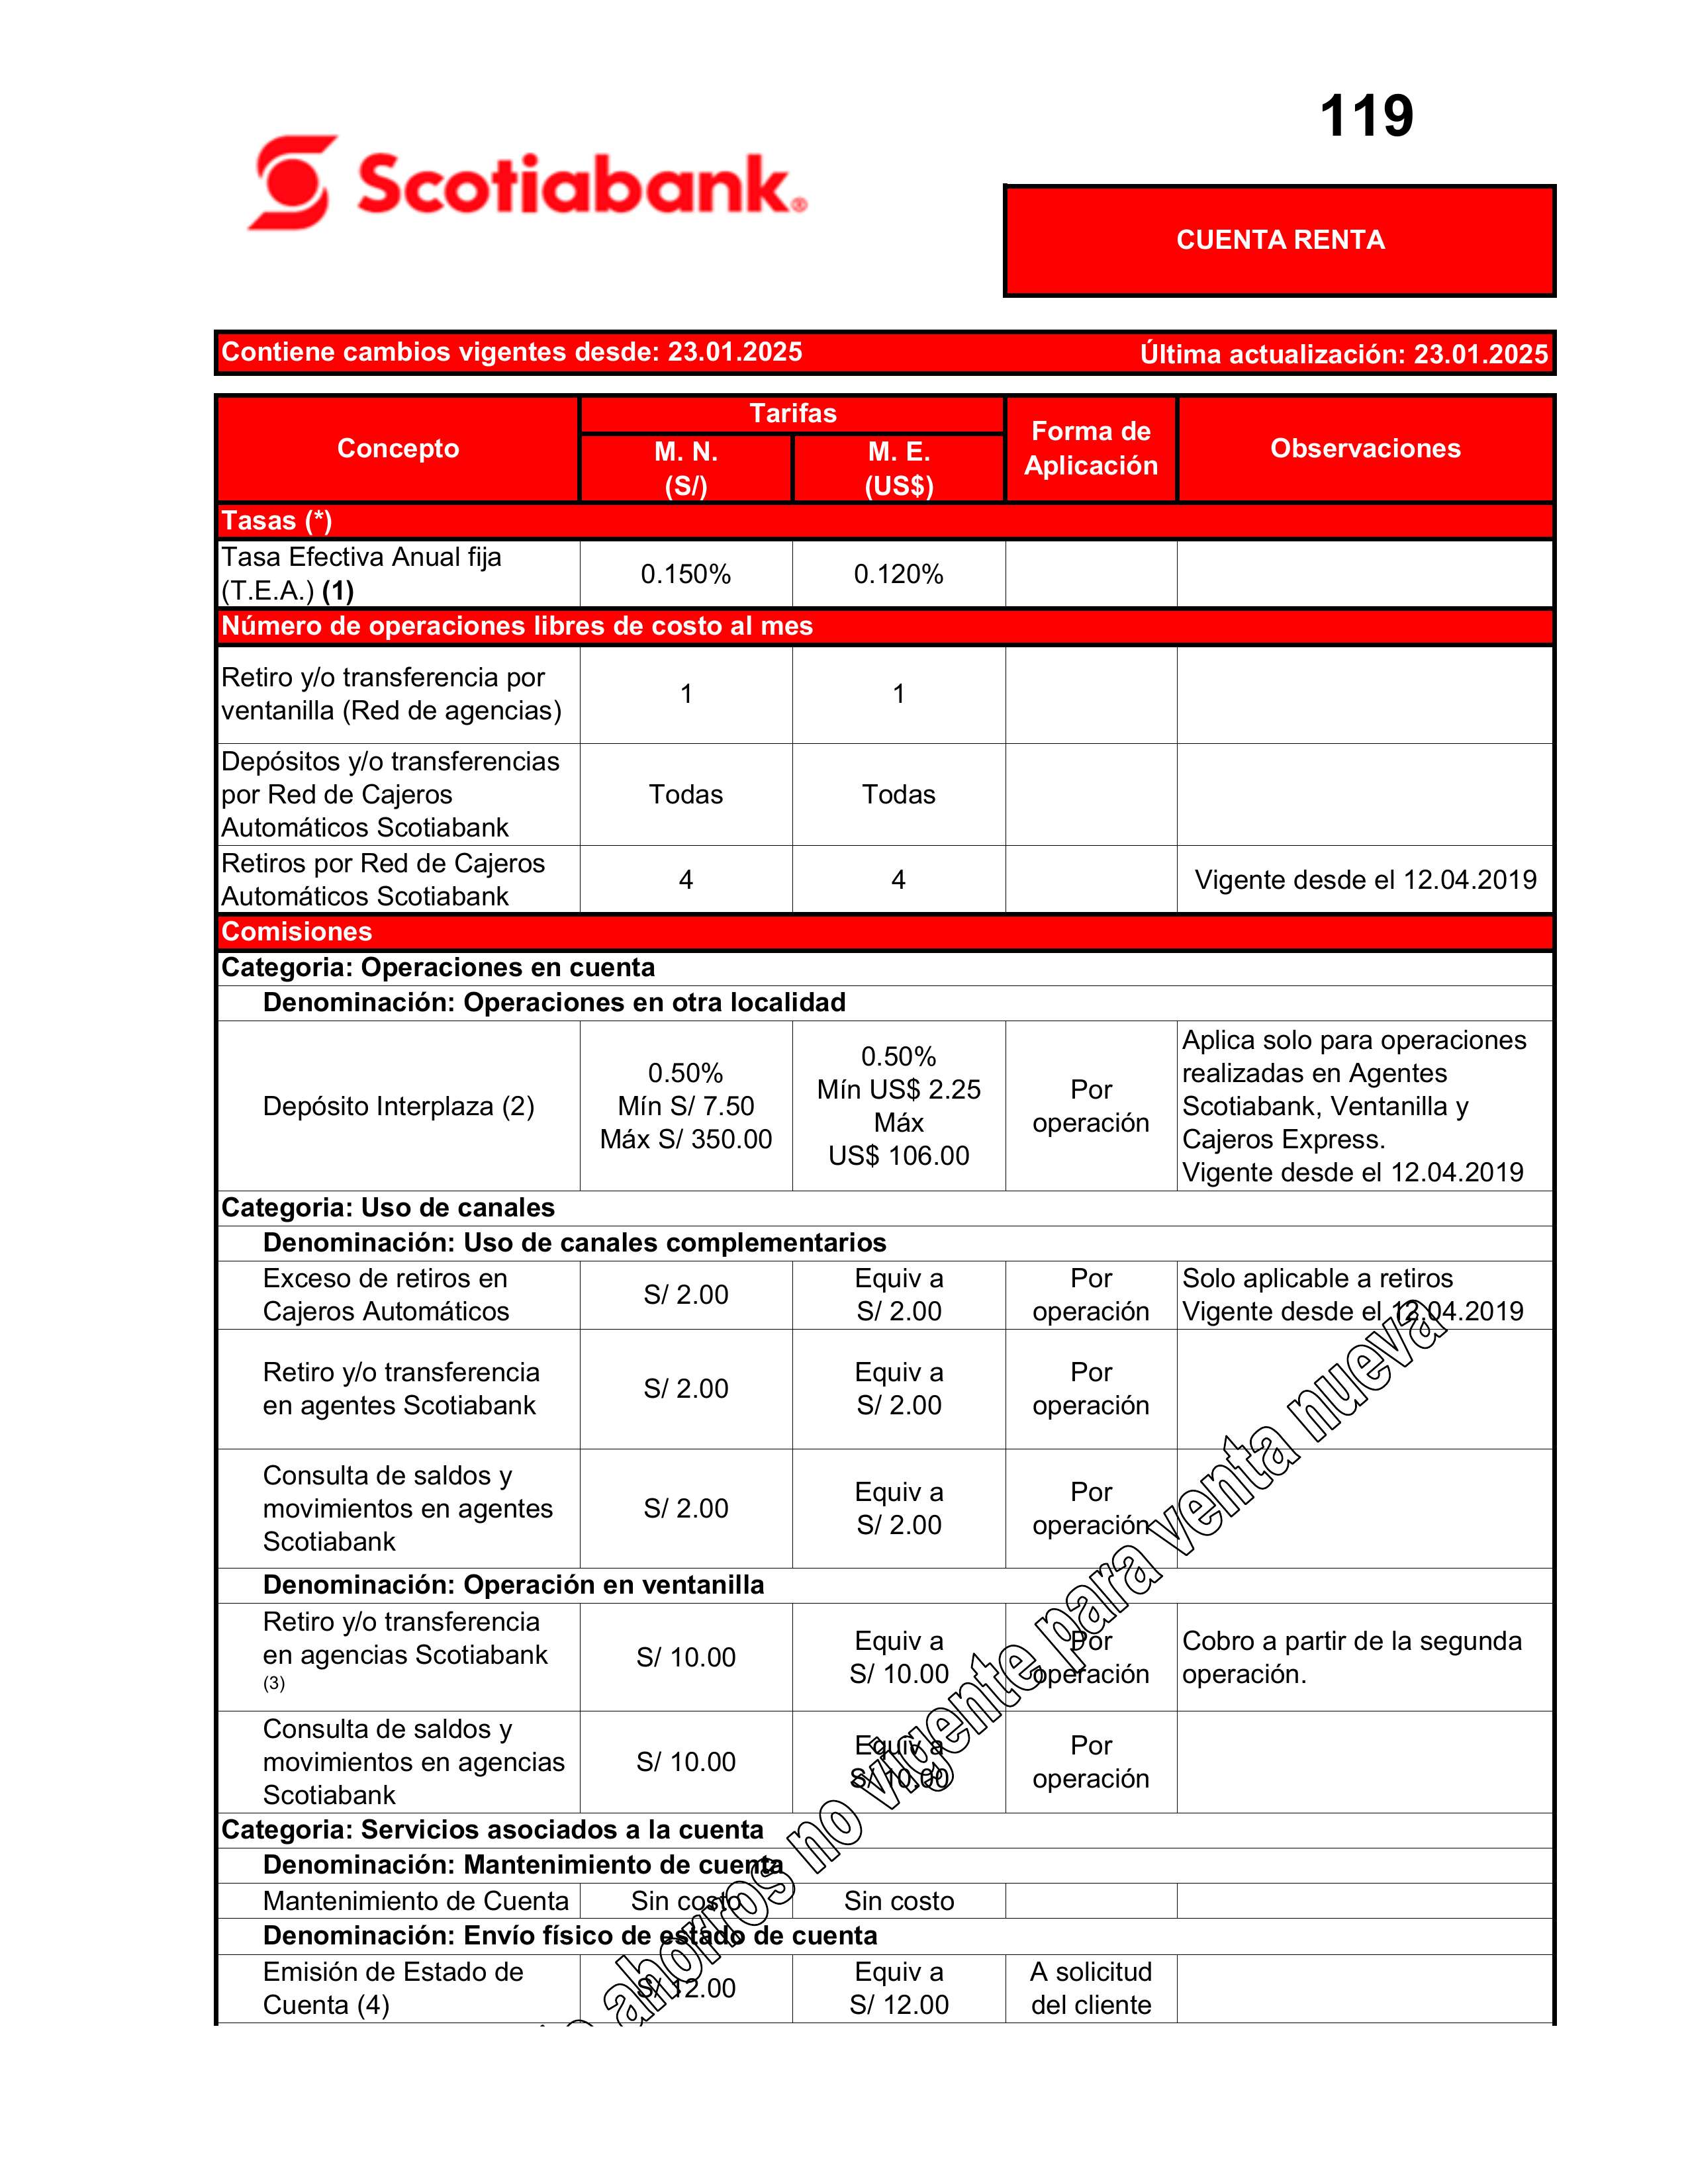 119
Scotiabank®
CUENTA RENTA
Contiene cambios vigentes desde: 23.01.2025
Última actualización: 23.01.2025
Concepto
Tarifas
M. N.
(S/)
M. E.
(US$)
Forma de
Aplicación
Observaciones
Tasas (*)
Tasa Efectiva Anual fija
(T.E.A.) (1)
0.150%
0.120%
Número de operaciones libres de costo al mes
Retiro y/o transferencia por
ventanilla (Red de agencias)
1
1
Depósitos y/o transferencias
por Red de Cajeros
Automáticos Scotiabank
Todas
Todas
Retiros por Red de Cajeros
Automáticos Scotiabank
4
4
Vigente desde el 12.04.2019
Comisiones
Categoria: Operaciones en cuenta
Denominación: Operaciones en otra localidad
Depósito Interplaza (2)
0.50%
Mín S/ 7.50
Máx S/ 350.00
0.50%
Mín US$ 2.25
Máx
US$ 106.00
Por
operación
Aplica solo para operaciones
realizadas en Agentes
Scotiabank, Ventanilla y
Cajeros Express.
Vigente desde el 12.04.2019
Categoria: Uso de canales
Denominación: Uso de canales complementarios
Exceso de retiros en
Cajeros Automáticos
S/ 2.00
Equiv a
S/ 2.00
Por
operación
Solo aplicable a retiros
Vigente desde el 12.04.2019
Retiro y/o transferencia
en agentes Scotiabank
S/ 2.00
Equiv a
S/ 2.00
Por
operación
Consulta de saldos y
movimientos en agentes
Scotiabank
S/ 2.00
Equiv a
S/ 2.00
Por
operación
Denominación: Operación en ventanilla
Retiro y/o transferencia
en agencias Scotiabank
(3)
S/ 10.00
Equiv a
S/ 10.00
Por
operación
Cobro a partir de la segunda
operación.
Consulta de saldos y
movimientos en agencias
Scotiabank
S/ 10.00
Equiv a
S/ 10.00
Por
operación
Categoria: Servicios asociados a la cuenta
Denominación: Mantenimiento de cuenta
Mantenimiento de Cuenta
Sin costo
Sin costo
Denominación: Envío físico de estado de cuenta
Emisión de Estado de
Cuenta (4)
S/ 12.00
Equiv a
S/ 12.00
A solicitud
del cliente
ahorros no vigente para venta nueva